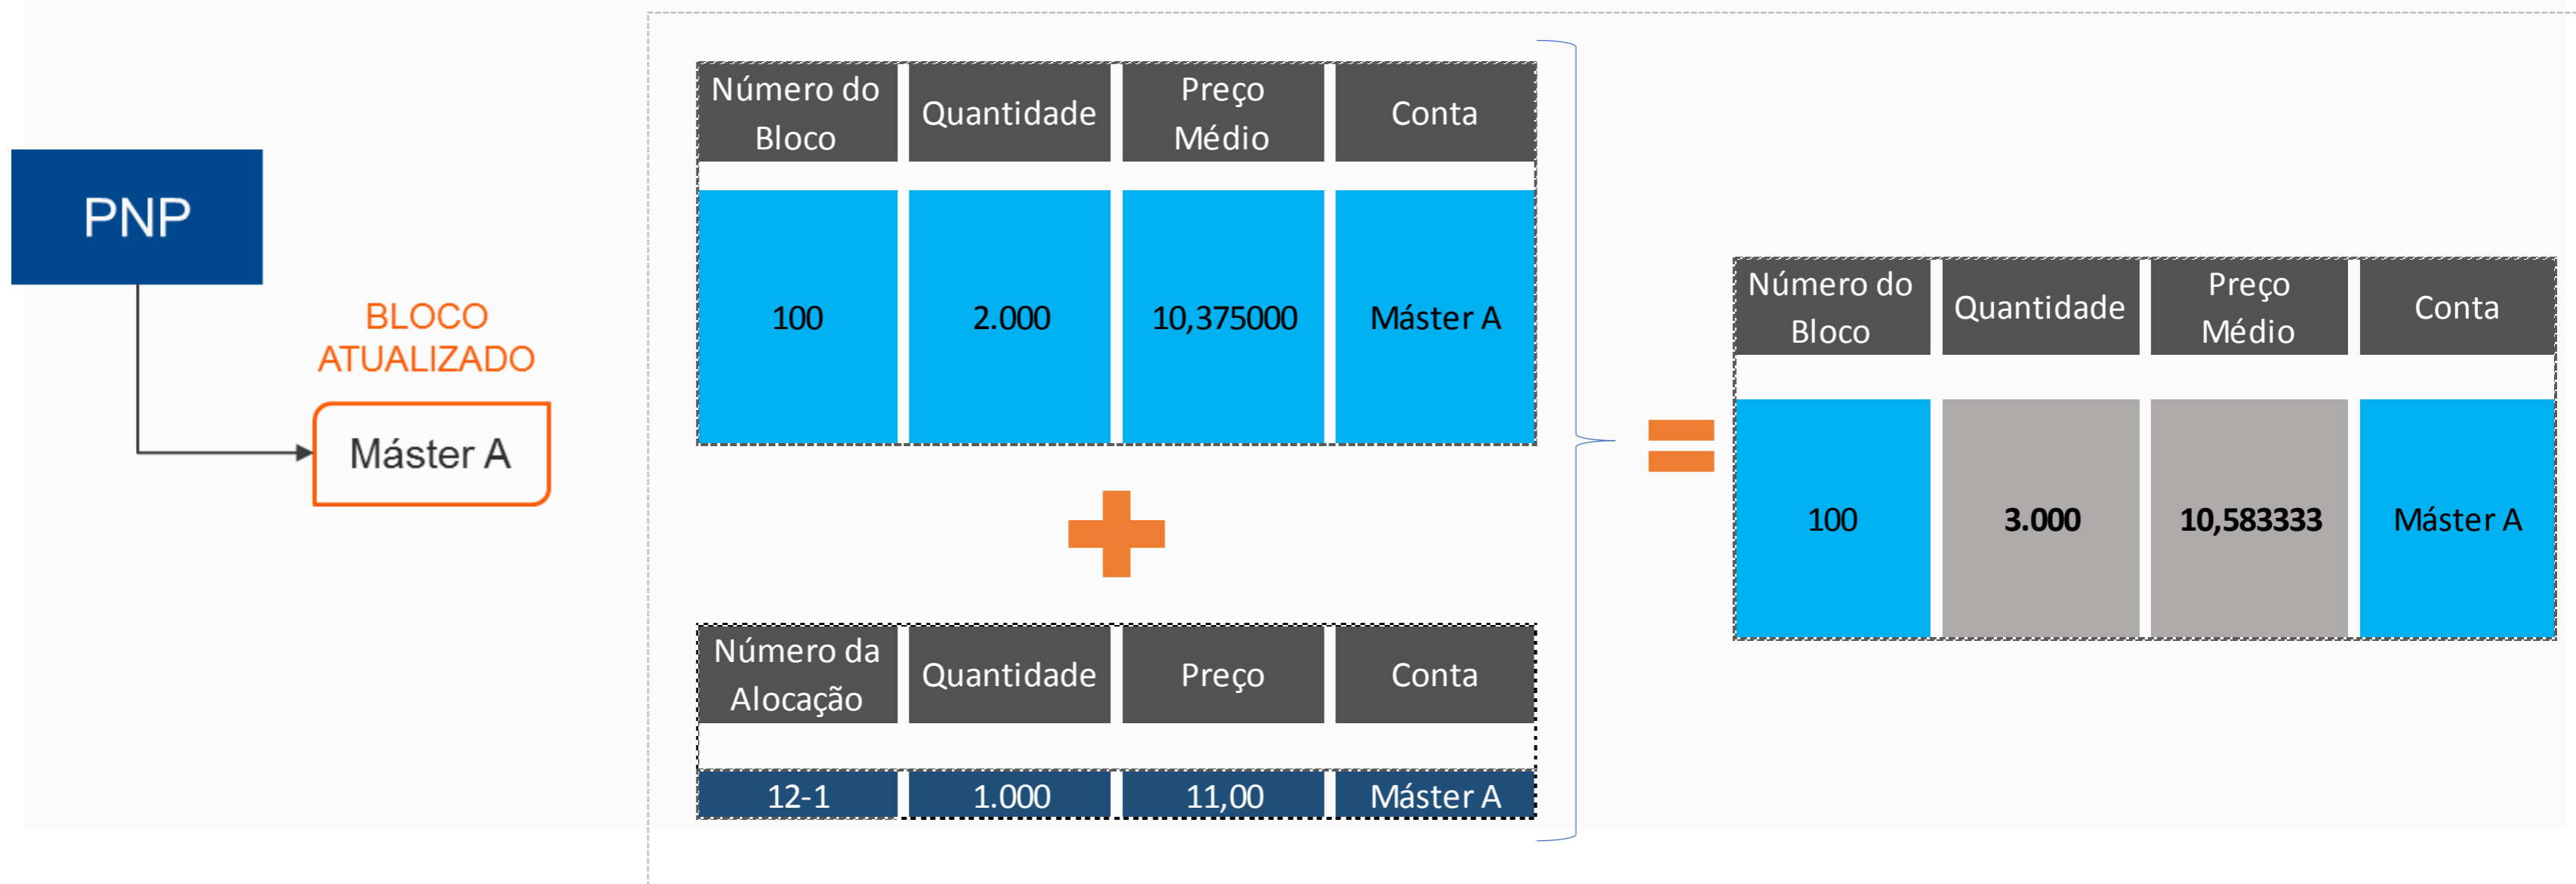 PNP
BLOCO
ATUALIZADO
Máster A
Número do
Bloco
Quantidade
Preço
Médio
Conta
100
2.000
10,375000
Máster A
Número da
Alocação
Quantidade
Preço
Conta
12-1
1.000
11,00
Máster A
Número do
Bloco
Quantidade
Preço
Médio
Conta
100
3.000
10,583333
Máster A